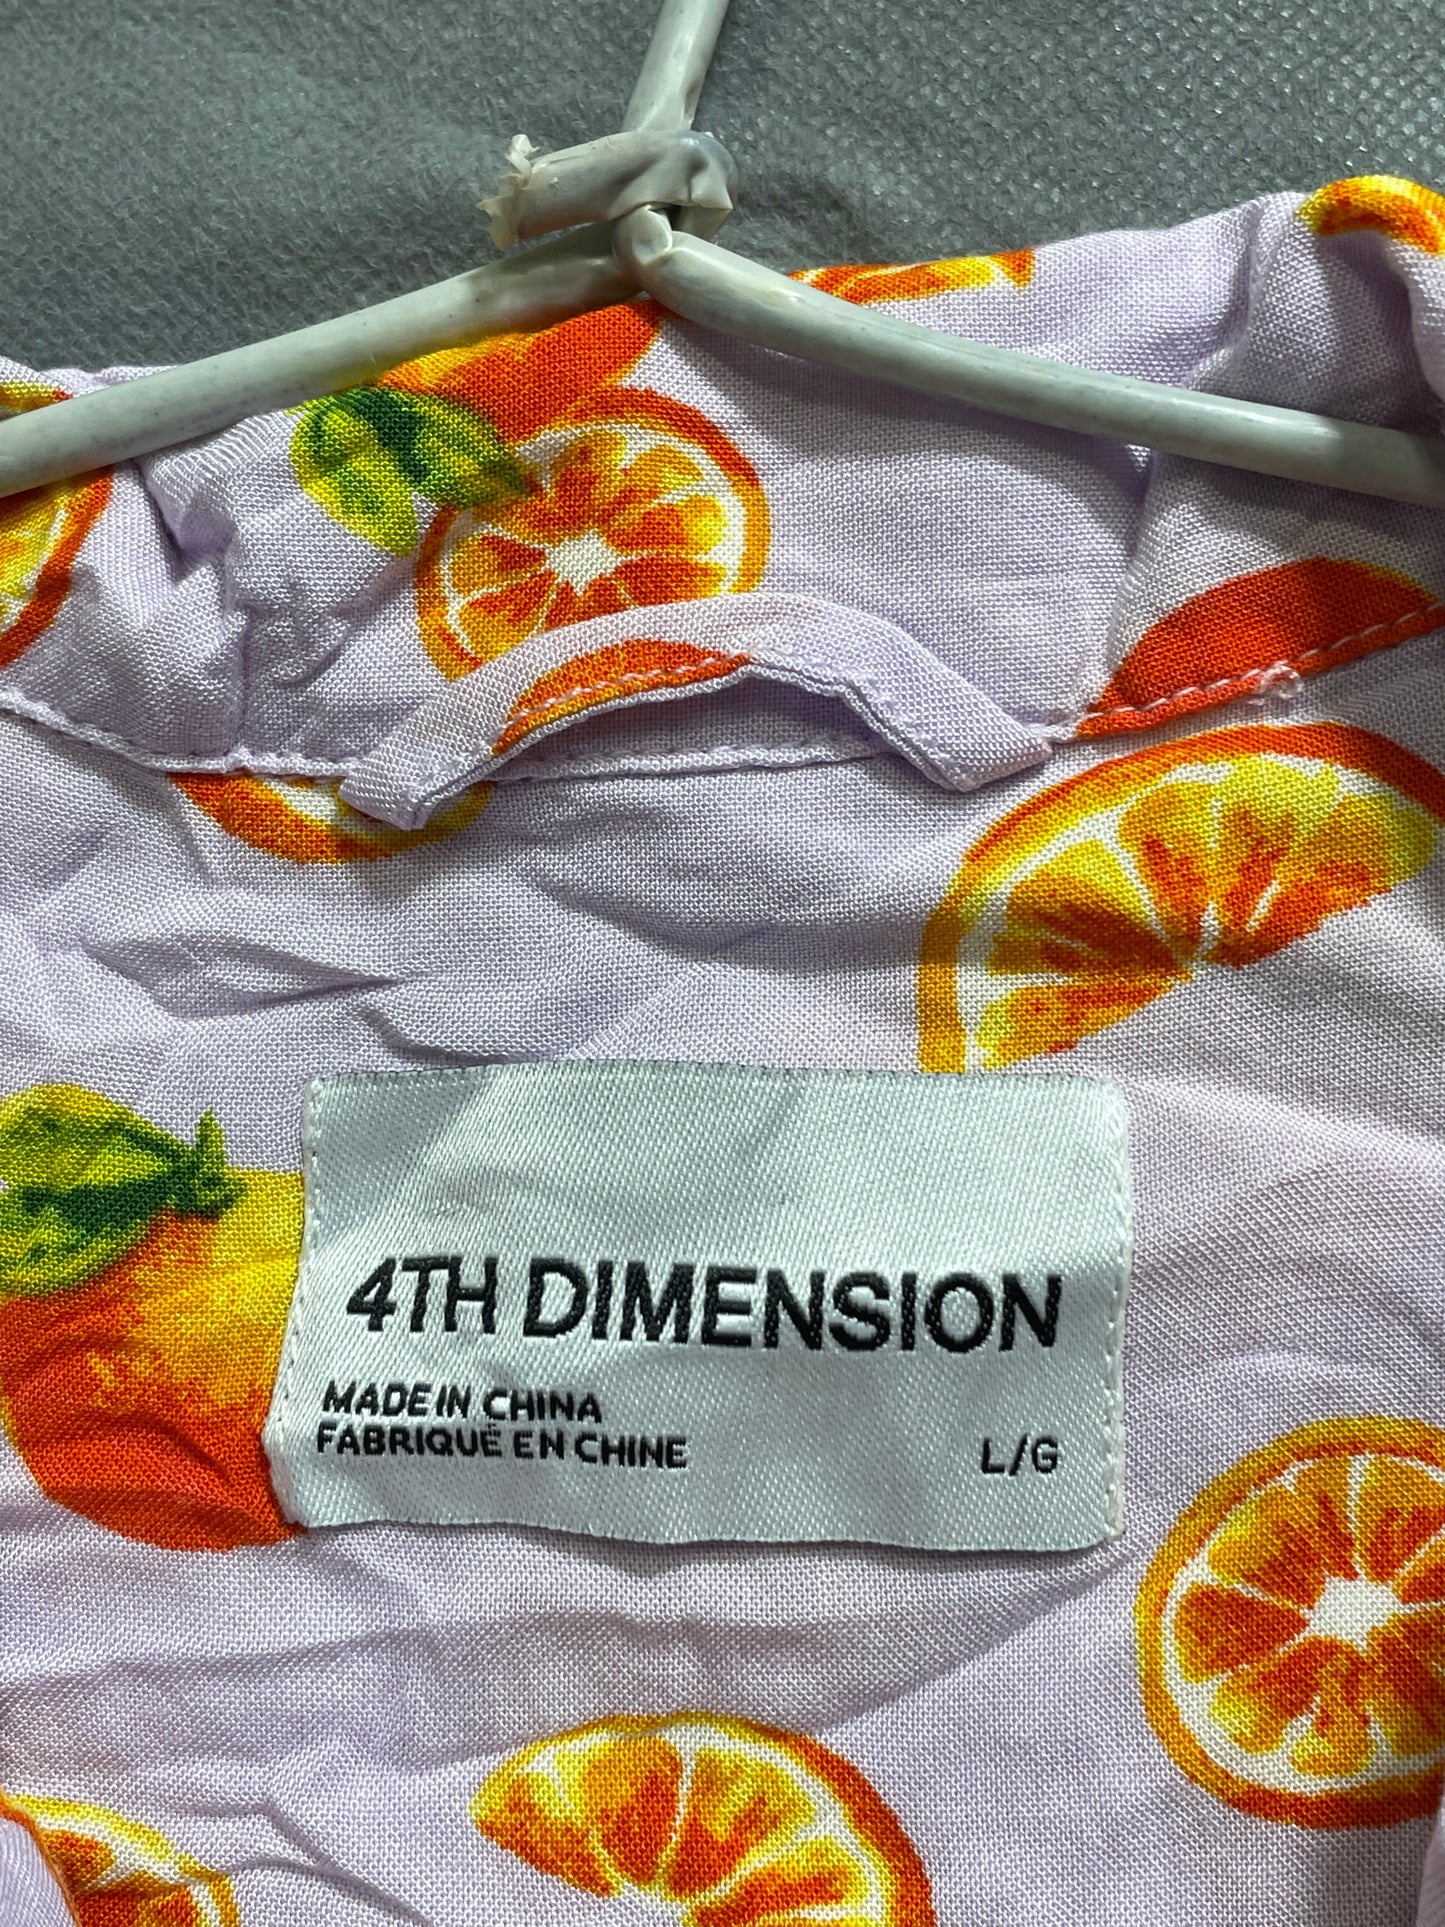 4TH DIMENSION
MADE IN CHINA
FABRIQUÉ EN CHINE
L/G